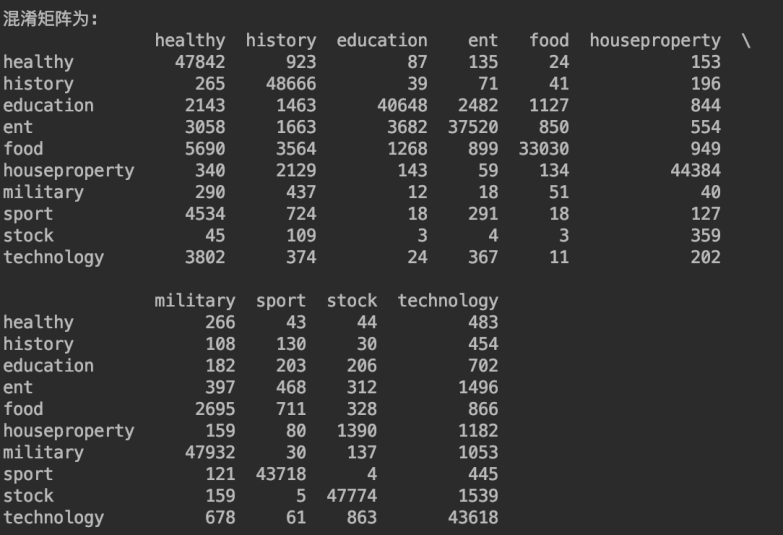 混淆矩阵为:
healthy history education ent food houseproperty \
healthy 47842 923 87 135 24 153
history 265 48666 39 71 41 196
education 2143 1463 40648 2482 1127 844
ent 3058 1663 3682 37520 850 554
food 5690 3564 1268 899 33030 949
houseproperty 340 2129 143 59 134 44384
military 290 437 12 18 51 40
sport 4534 724 18 291 18 127
stock 45 109 3 4 3 359
technology 3802 374 24 367 11 202
military sport stock technology
healthy 266 43 44 483
history 108 130 30 454
education 182 203 206 702
ent 397 468 312 1496
food 2695 711 328 866
houseproperty 159 80 1390 1182
military 47932 30 137 1053
sport 121 43718 4 445
stock 159 5 47774 1539
technology 678 61 863 43618